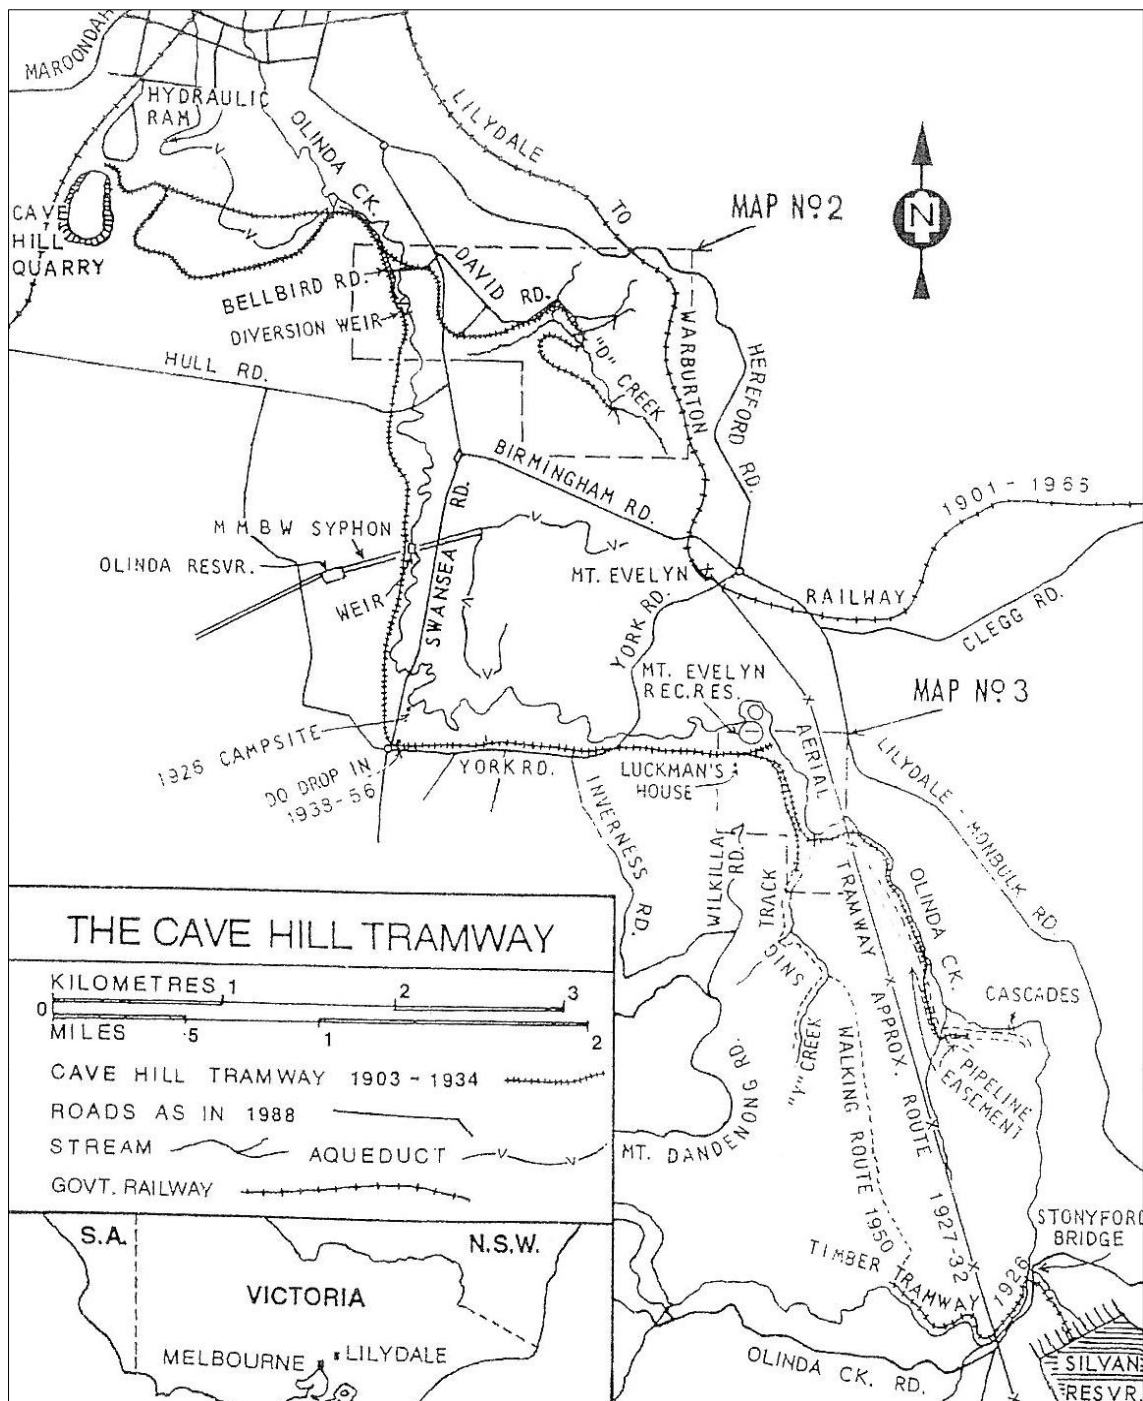 MAROONDAH
HYDRAULIC
RAM
OLINDA CK.
LILYDALE
TO
WARBURTON
MAP Nº2
N
CAVE
HILL
QUARRY
BELLBIRD RD.
DAVID RD.
DIVERSION WEIR
"D" CREEK
HEREFORD RD.
HULL RD.
BIRMINGHAM RD.
1901-1965
M M B W SYPHON
OLINDA RESVR.
WEIR
SWANSEA RD.
MT. EVELYN
RAILWAY
CLEGG RD.
YORK RD.
MT. EVELYN
REC.RES.
MAP Nº3
1926 CAMPSITE
DO DROP IN
1938-56
YORK RD.
LUCKMAN'S
HOUSE
AERIAL
TRAMWAY
APPROX.
ROUTE
1927-32
LILYDALE - MONBULK RD.
INVERNESS
RD.
WILKILLA
RD.
SNIG
TRACK
OLINDA CK.
CASCADES
"Y" CREEK
WALKING ROUTE 1950
PIPELINE
EASEMENT
MT. DANDENONG RD.
STONYFORD
BRIDGE
TIMBER TRAMWAY 1926
OLINDA CK. RD.
SILVAN
RESVR.
THE CAVE HILL TRAMWAY
KILOMETRES 1 2 3
0
MILES ·5 1 2
CAVE HILL TRAMWAY 1903-1934
ROADS AS IN 1988
STREAM AQUEDUCT
GOVT. RAILWAY
S.A.
N.S.W.
VICTORIA
MELBOURNE
LILYDALE